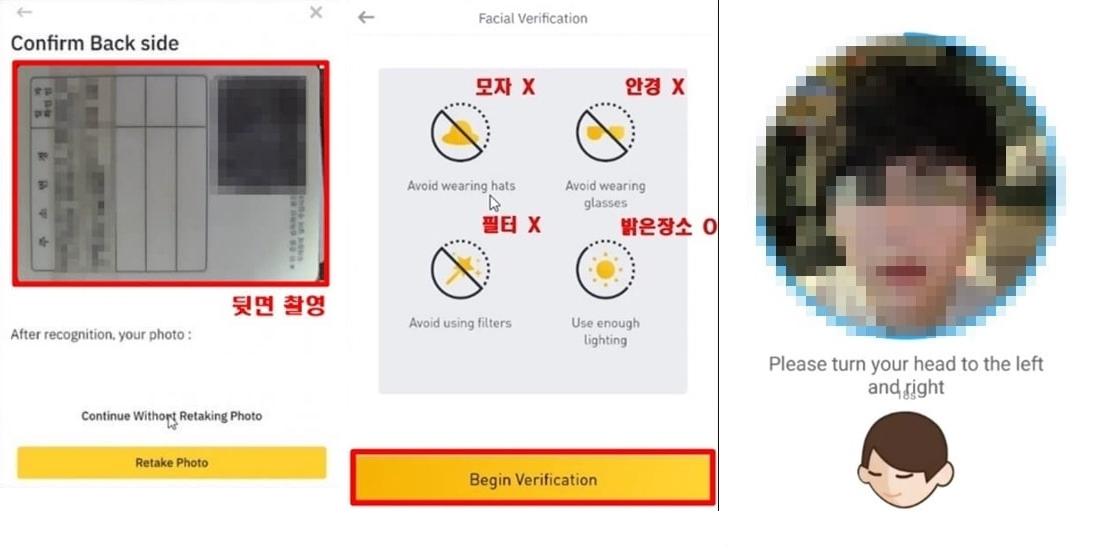 Confirm Back side
뒷면 촬영
After recognition, your photo :
Continue Without Retaking Photo
Retake Photo
Facial Verification
모자 X
안경 X
Avoid wearing hats
Avoid wearing
glasses
필터 X
밝은장소 O
Avoid using filters
Use enough
lighting
Begin Verification
Please turn your head to the left
and right
18s